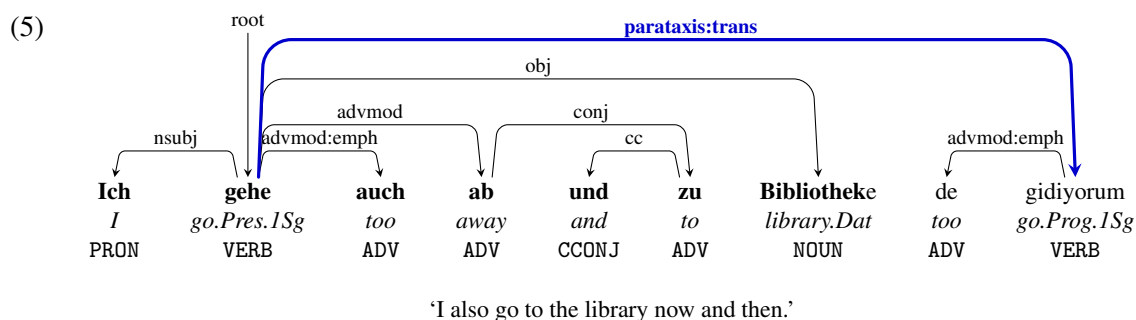 (5)
root
parataxis:trans
obj
advmod
conj
nsubj
advmod:emph
cc
advmod:emph
Ich gehe auch ab und zu Bibliotheke de gidiyorum
I go.Pres.1Sg too away and to library.Dat too go.Prog.1Sg
PRON VERB ADV ADV CCONJ ADV NOUN ADV VERB
‘I also go to the library now and then.’